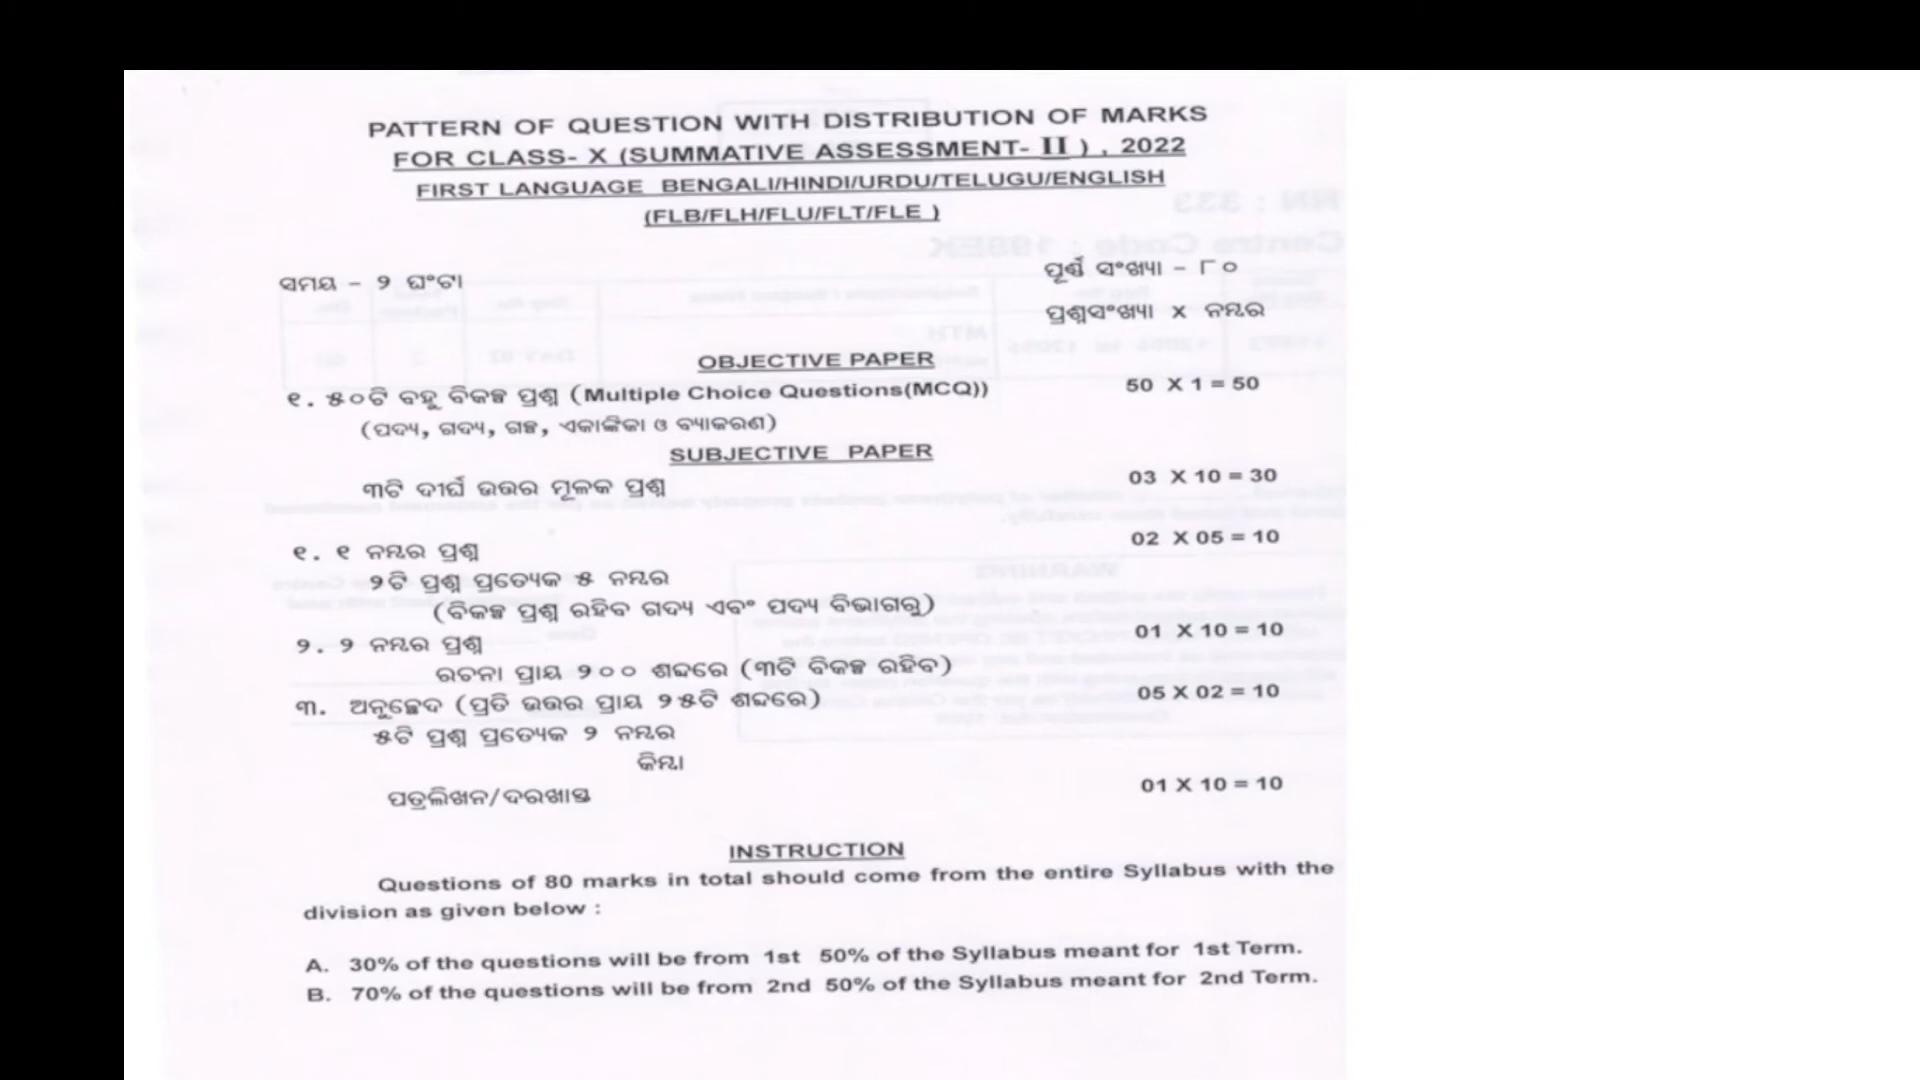 PATTERN OF QUESTION WITH DISTRIBUTION OF MARKS
FOR CLASS- X (SUMMATIVE ASSESSMENT- II ) , 2022
FIRST LANGUAGE BENGALI/HINDI/URDU/TELUGU/ENGLISH
(FLB/FLH/FLU/FLT/FLE )
ସମୟ – ୨ ଘଂଟା
ପୂର୍ଣ୍ଣ ସଂଖ୍ୟା – ୮୦
ପ୍ରଶ୍ନସଂଖ୍ୟା x ନମ୍ବର
OBJECTIVE PAPER
୧. ୫୦ଟି ବହୁ ବିକଳ୍ପ ପ୍ରଶ୍ନ (Multiple Choice Questions(MCQ)) 50 X 1 = 50
(ପଦ୍ୟ, ଗଦ୍ୟ, ଗଳ୍ପ, ଏକାଙ୍କିକା ଓ ବ୍ୟାକରଣ)
SUBJECTIVE PAPER
୩ଟି ଦୀର୍ଘ ଉତ୍ତର ମୂଳକ ପ୍ରଶ୍ନ 03 X 10 = 30
୧. ୧ ନମ୍ବର ପ୍ରଶ୍ନ 02 X 05 = 10
୨ଟି ପ୍ରଶ୍ନ ପ୍ରତ୍ୟେକ ୫ ନମ୍ବର
(ବିକଳ୍ପ ପ୍ରଶ୍ନ ରହିବ ଗଦ୍ୟ ଏବଂ ପଦ୍ୟ ବିଭାଗରୁ)
୨. ୨ ନମ୍ବର ପ୍ରଶ୍ନ 01 X 10 = 10
ରଚନା ପ୍ରାୟ ୨୦୦ ଶବ୍ଦରେ (୩ଟି ବିକଳ୍ପ ରହିବ)
୩. ଅନୁଚ୍ଛେଦ (ପ୍ରତି ଉତ୍ତର ପ୍ରାୟ ୨୫ଟି ଶବ୍ଦରେ) 05 X 02 = 10
୫ଟି ପ୍ରଶ୍ନ ପ୍ରତ୍ୟେକ ୨ ନମ୍ବର
କିମ୍ବା
ପତ୍ରଲିଖନ/ଦରଖାସ୍ତ 01 X 10 = 10
INSTRUCTION
Questions of 80 marks in total should come from the entire Syllabus with the
division as given below :
A. 30% of the questions will be from 1st 50% of the Syllabus meant for 1st Term.
B. 70% of the questions will be from 2nd 50% of the Syllabus meant for 2nd Term.